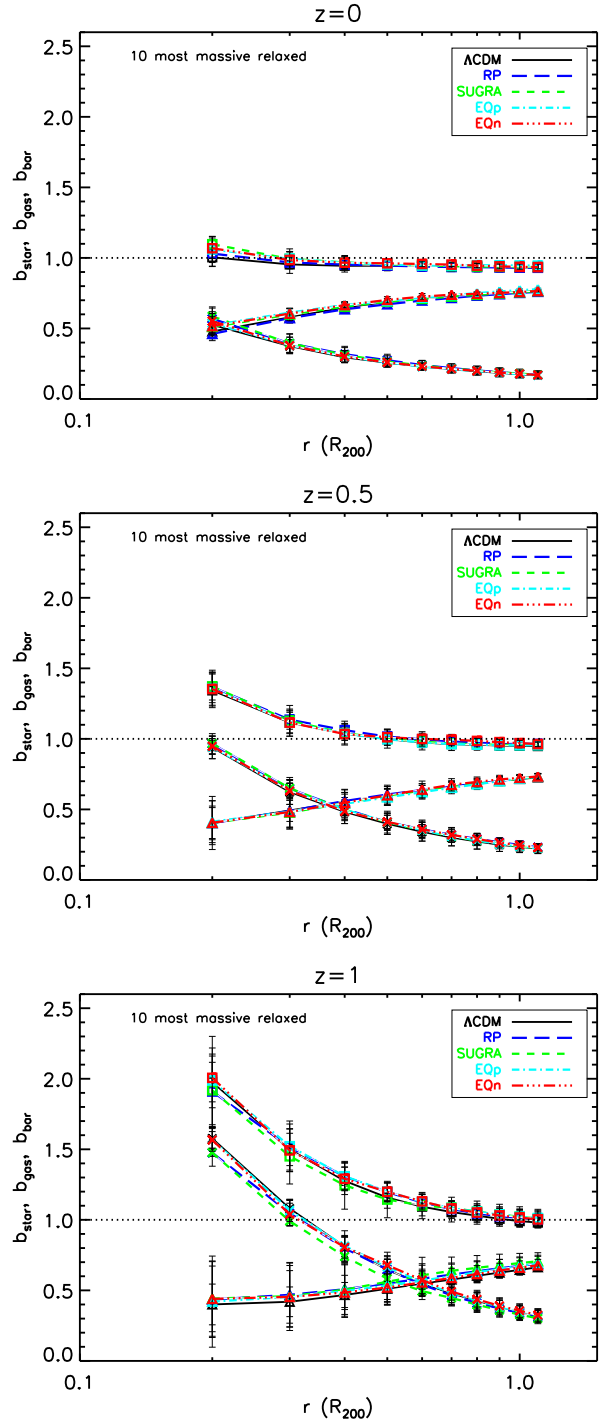 z=0
10 most massive relaxed
ΛCDM
RP
SUGRA
EQp
EQn
2.5
2.0
1.5
1.0
0.5
0.0
b_star, b_gas, b_bar
0.1
1.0
r (R_200)
z=0.5
10 most massive relaxed
ΛCDM
RP
SUGRA
EQp
EQn
2.5
2.0
1.5
1.0
0.5
0.0
b_star, b_gas, b_bar
0.1
1.0
r (R_200)
z=1
10 most massive relaxed
ΛCDM
RP
SUGRA
EQp
EQn
2.5
2.0
1.5
1.0
0.5
0.0
b_star, b_gas, b_bar
0.1
1.0
r (R_200)